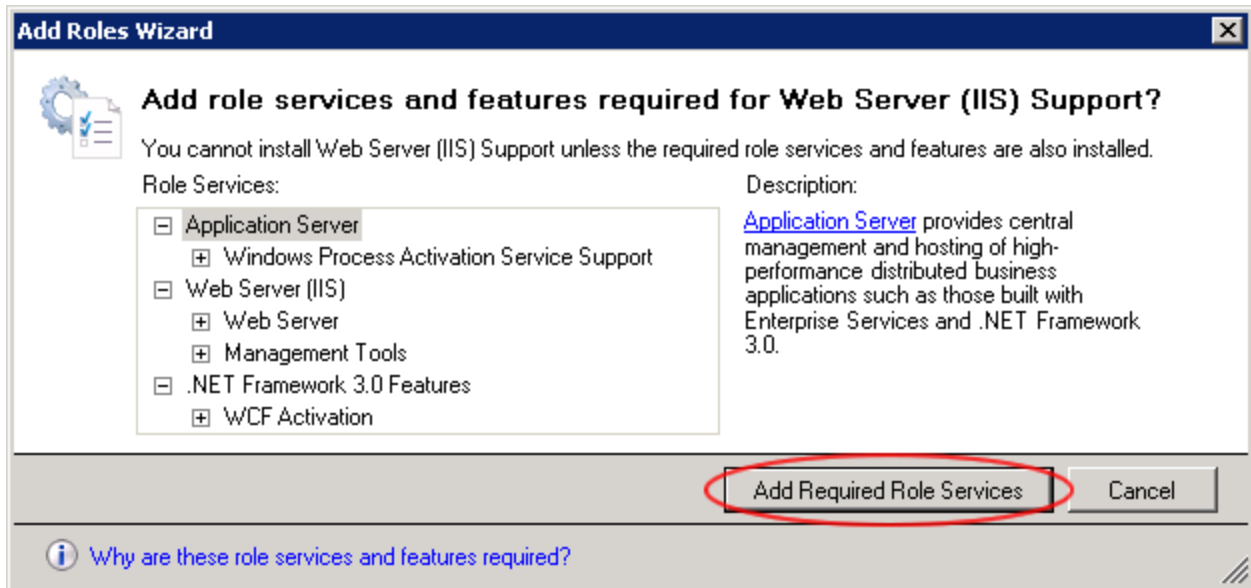 Add Roles Wizard
Add role services and features required for Web Server (IIS) Support?
You cannot install Web Server (IIS) Support unless the required role services and features are also installed.
Role Services:
Application Server
Windows Process Activation Service Support
Web Server (IIS)
Web Server
Management Tools
.NET Framework 3.0 Features
WCF Activation
Description:
Application Server provides central
management and hosting of high-
performance distributed business
applications such as those built with
Enterprise Services and .NET Framework
3.0.
Add Required Role Services
Cancel
Why are these role services and features required?